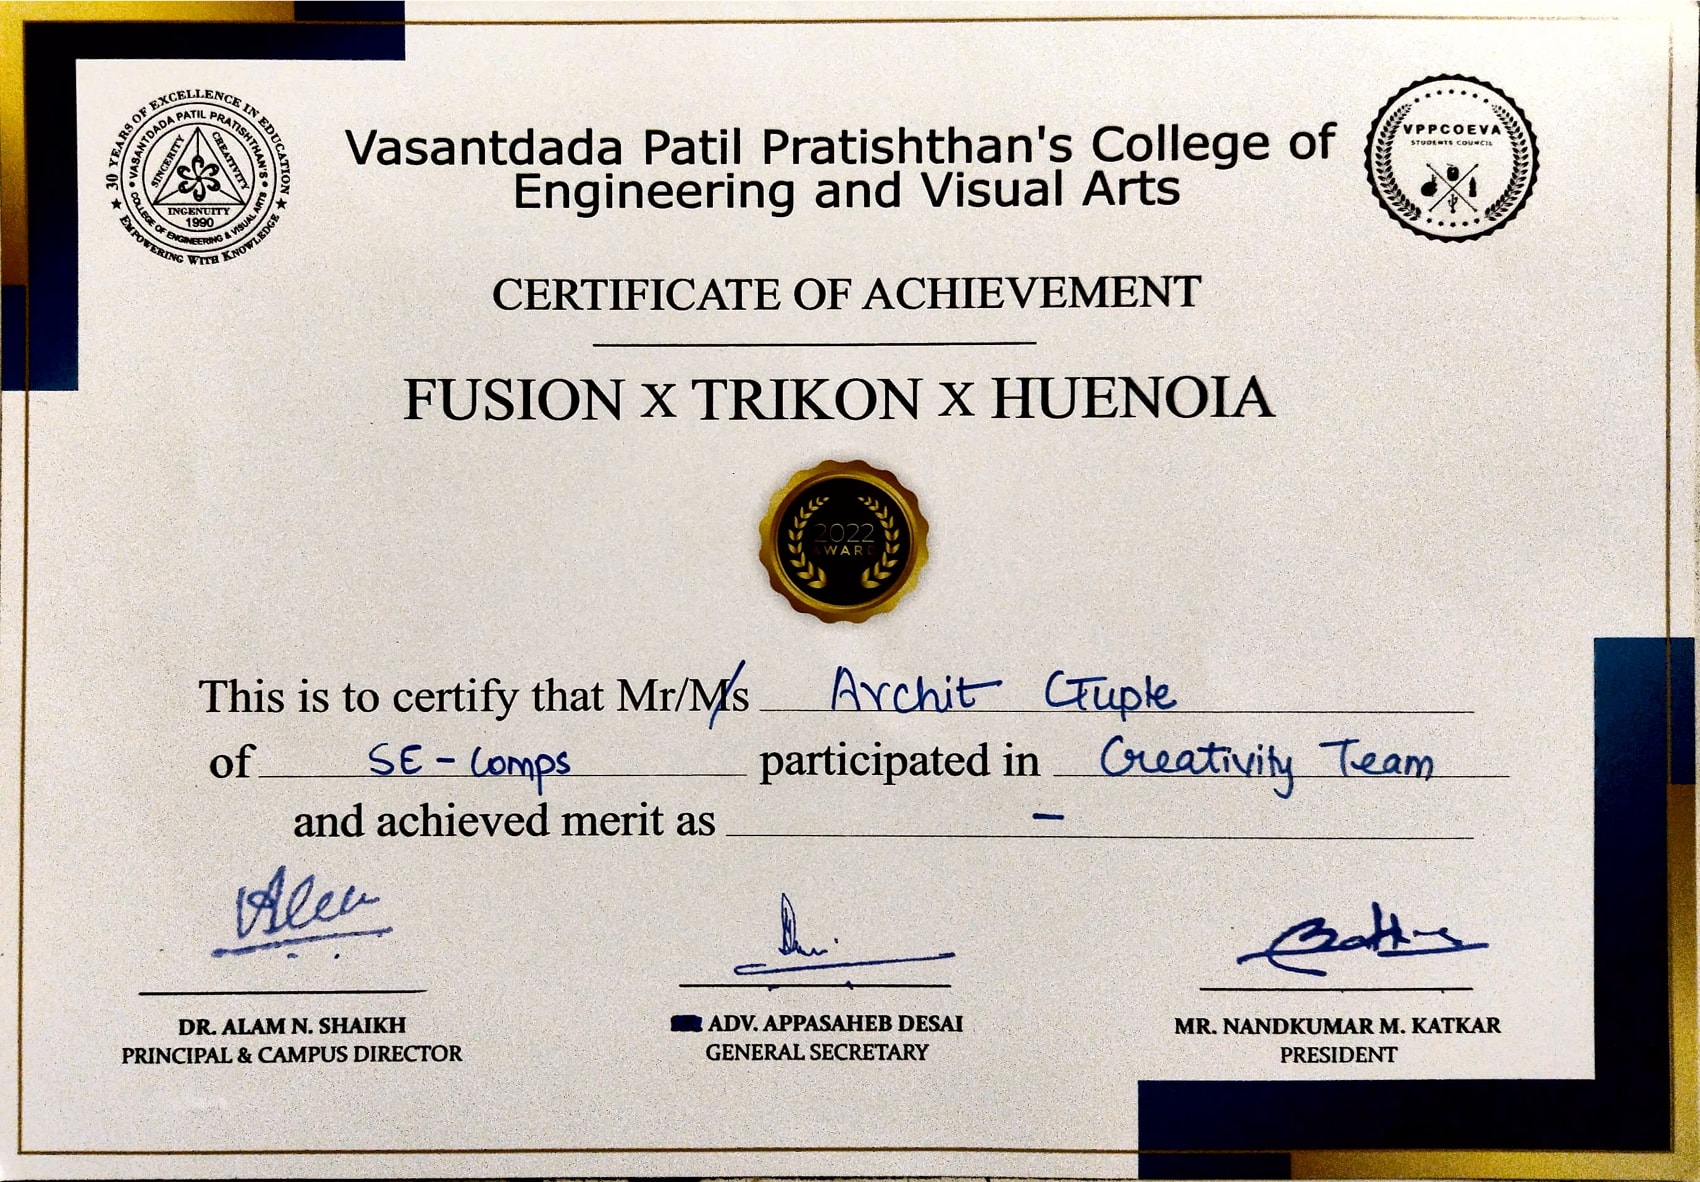 ★ 30 YEARS OF EXCELLENCE IN EDUCATION ★
EMPOWERING WITH KNOWLEDGE
• VASANTDADA PATIL PRATISHTHAN'S •
COLLEGE OF ENGINEERING & VISUAL ARTS
SINCERITY
CREATIVITY
INGENUITY
1990
Vasantdada Patil Pratishthan's College of
Engineering and Visual Arts
VPPCOEVA
STUDENTS COUNCIL
CERTIFICATE OF ACHIEVEMENT
FUSION X TRIKON X HUENOIA
2022
AWARD
This is to certify that Mr/Ms Archit Gupte
of SE - Comps participated in Creativity Team
and achieved merit as -
DR. ALAM N. SHAIKH
PRINCIPAL & CAMPUS DIRECTOR
ADV. APPASAHEB DESAI
GENERAL SECRETARY
MR. NANDKUMAR M. KATKAR
PRESIDENT